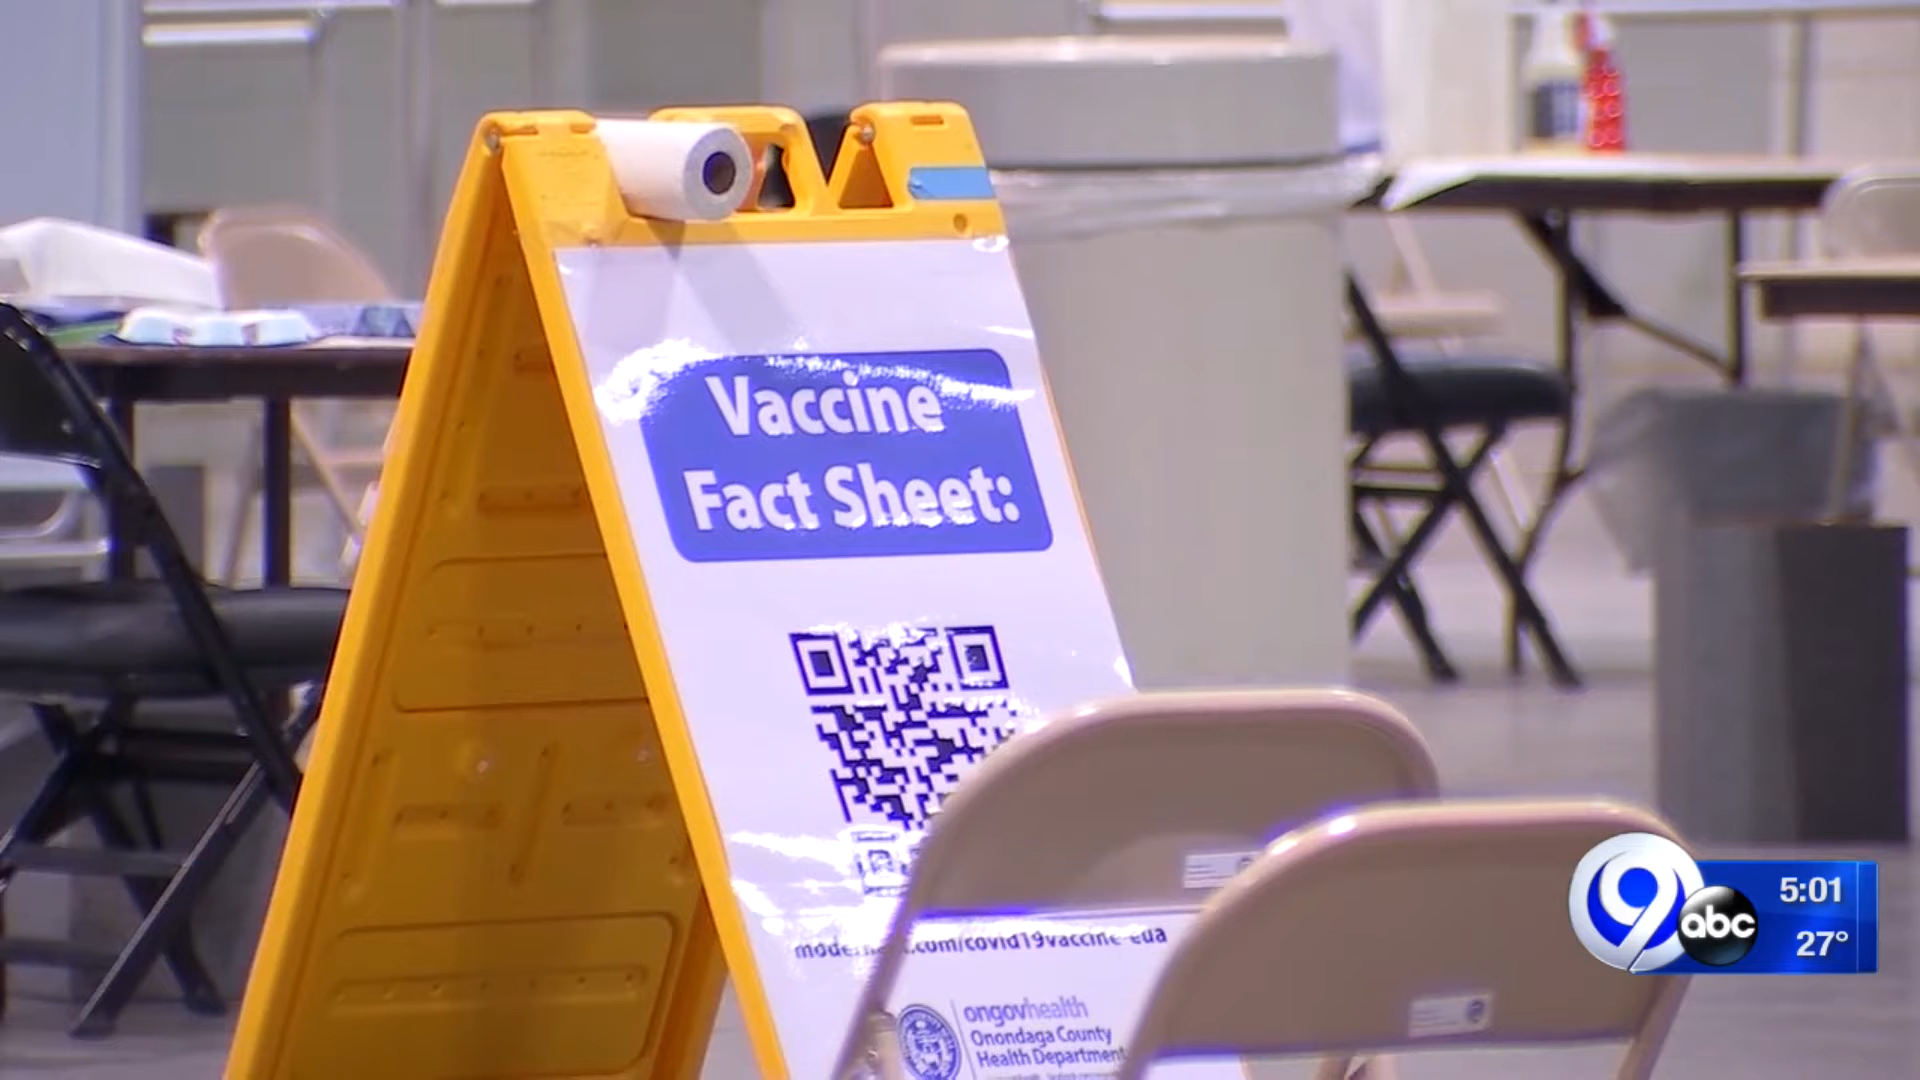 Vaccine
Fact Sheet:
.com/covid19vaccine-eua
ongovhealth
Onondaga County
Health Department
9
abc
5:01
27°